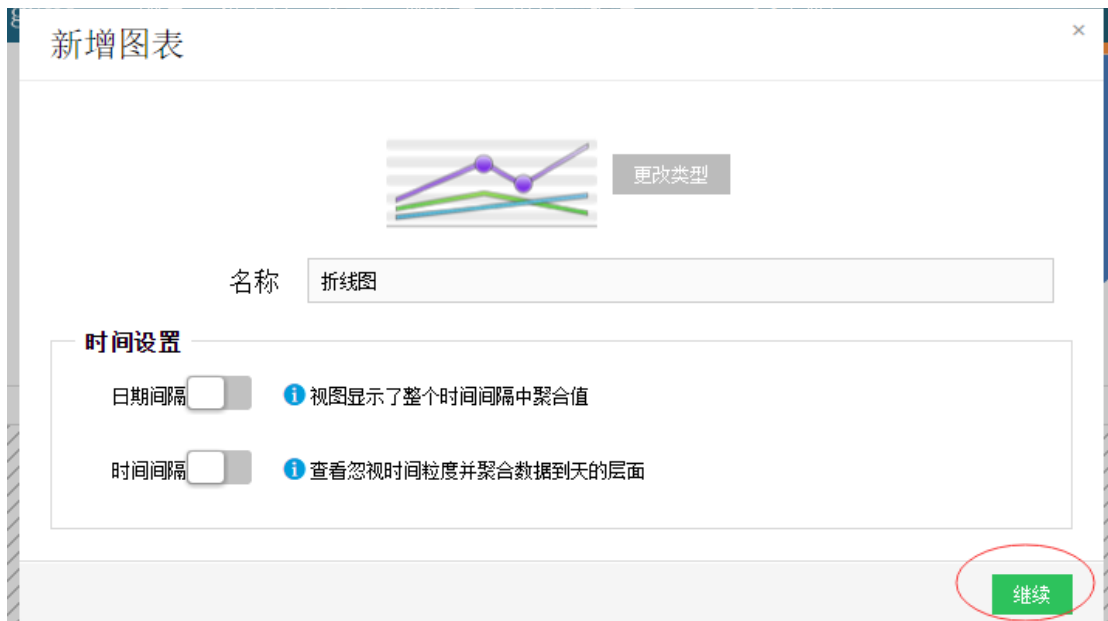 新增图表
×
更改类型
名称 折线图
时间设置
日期间隔 视图显示了整个时间间隔中聚合值
时间间隔 查看忽视时间粒度并聚合数据到天的层面
继续